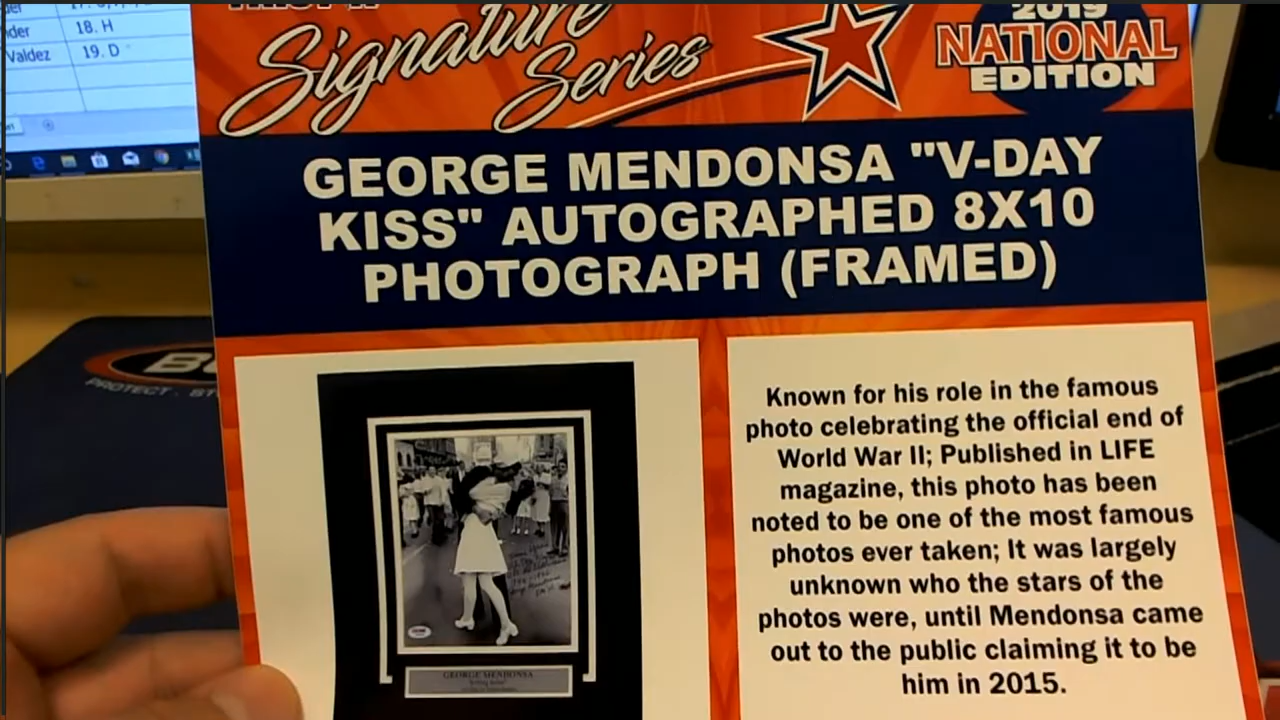 der
18. H
der
Valdez
19. D
Signature
Series
2019
NATIONAL
EDITION
GEORGE MENDONSA "V-DAY
KISS" AUTOGRAPHED 8X10
PHOTOGRAPH (FRAMED)
PROTECT . ST
Known for his role in the famous
photo celebrating the official end of
World War II; Published in LIFE
magazine, this photo has been
noted to be one of the most famous
photos ever taken; It was largely
unknown who the stars of the
photos were, until Mendonsa came
out to the public claiming it to be
him in 2015.
GEORGE MENDONSA